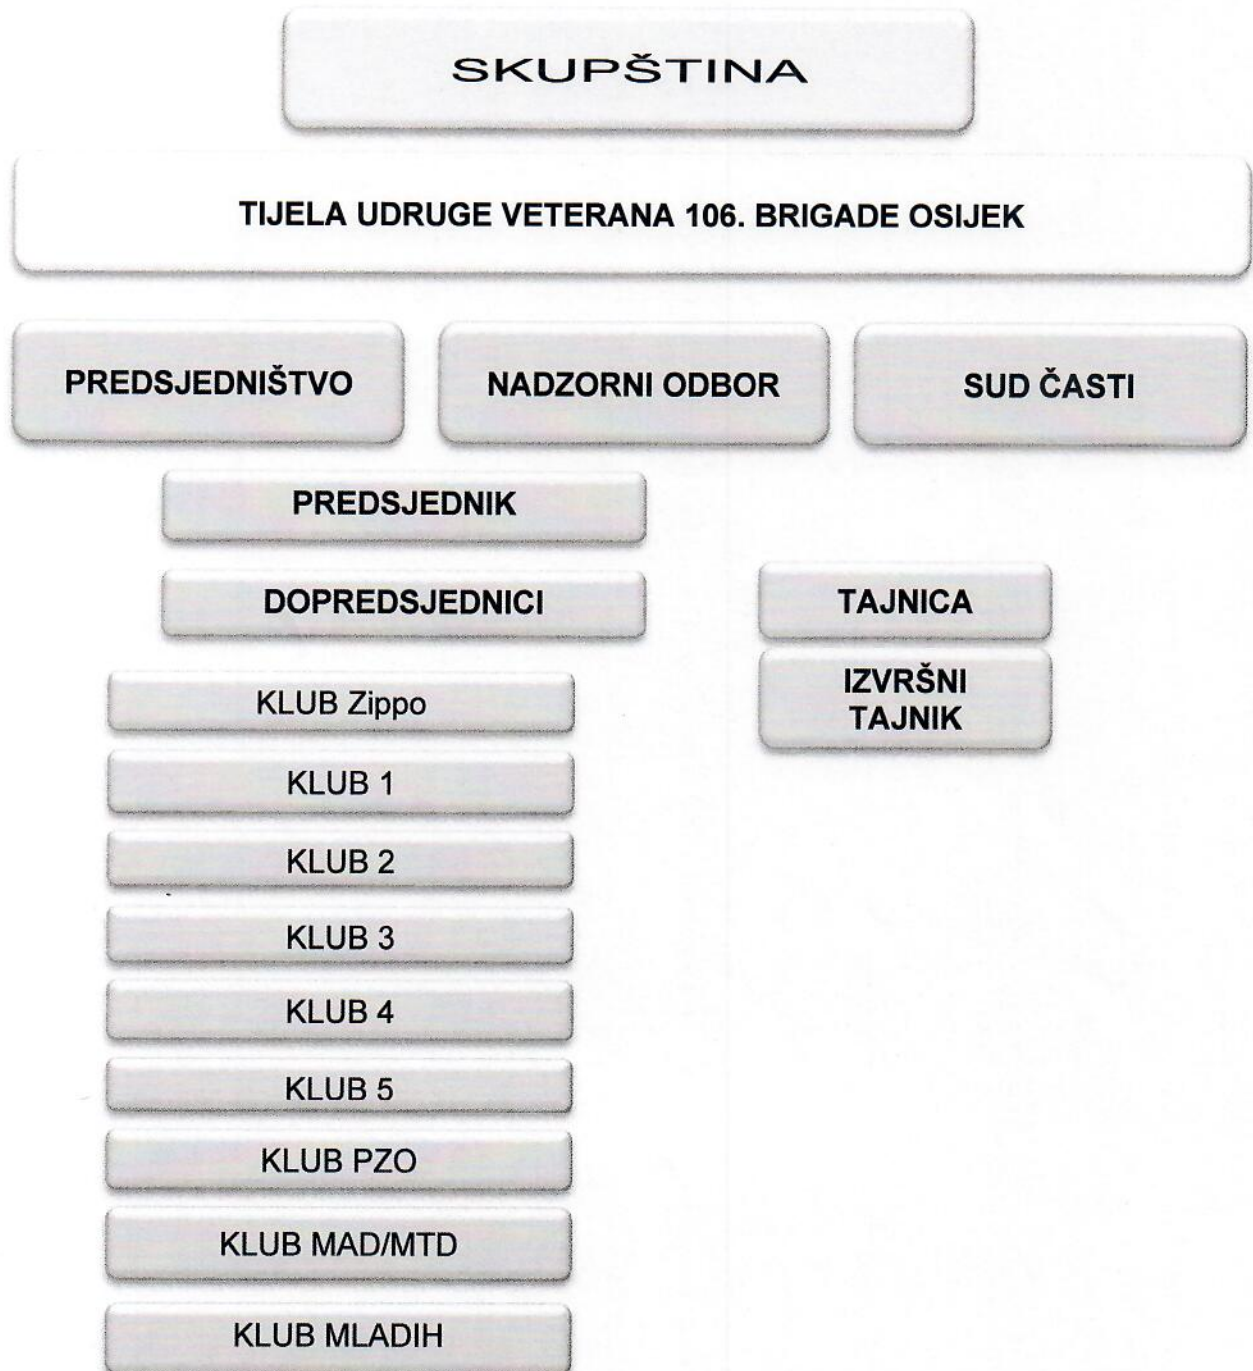 SKUPŠTINA
TIJELA UDRUGE VETERANA 106. BRIGADE OSIJEK
PREDSJEDNIŠTVO
NADZORNI ODBOR
SUD ČASTI
PREDSJEDNIK
DOPREDSJEDNICI
TAJNICA
IZVRŠNI
TAJNIK
KLUB Zippo
KLUB 1
KLUB 2
KLUB 3
KLUB 4
KLUB 5
KLUB PZO
KLUB MAD/MTD
KLUB MLADIH